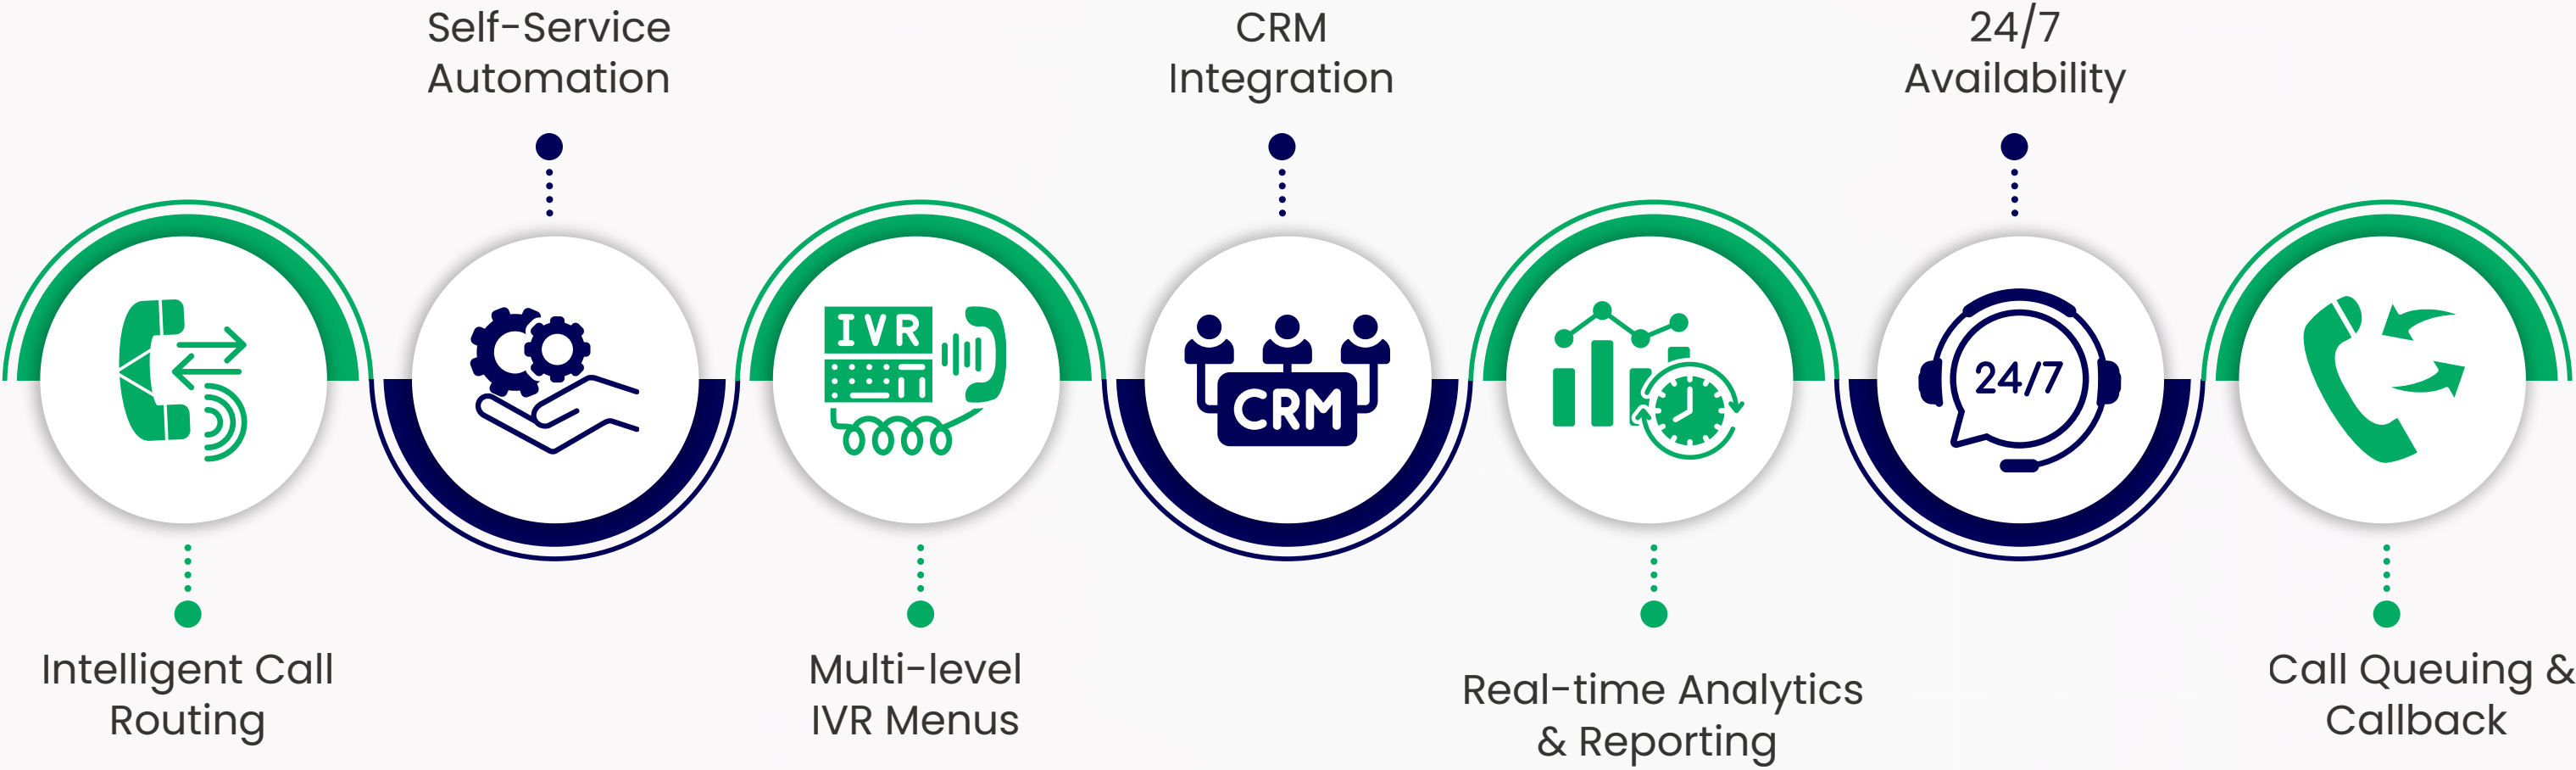 Self-Service
Automation
CRM
Integration
24/7
Availability
IVR
CRM
24/7
Intelligent Call
Routing
Multi-level
IVR Menus
Real-time Analytics
& Reporting
Call Queuing &
Callback